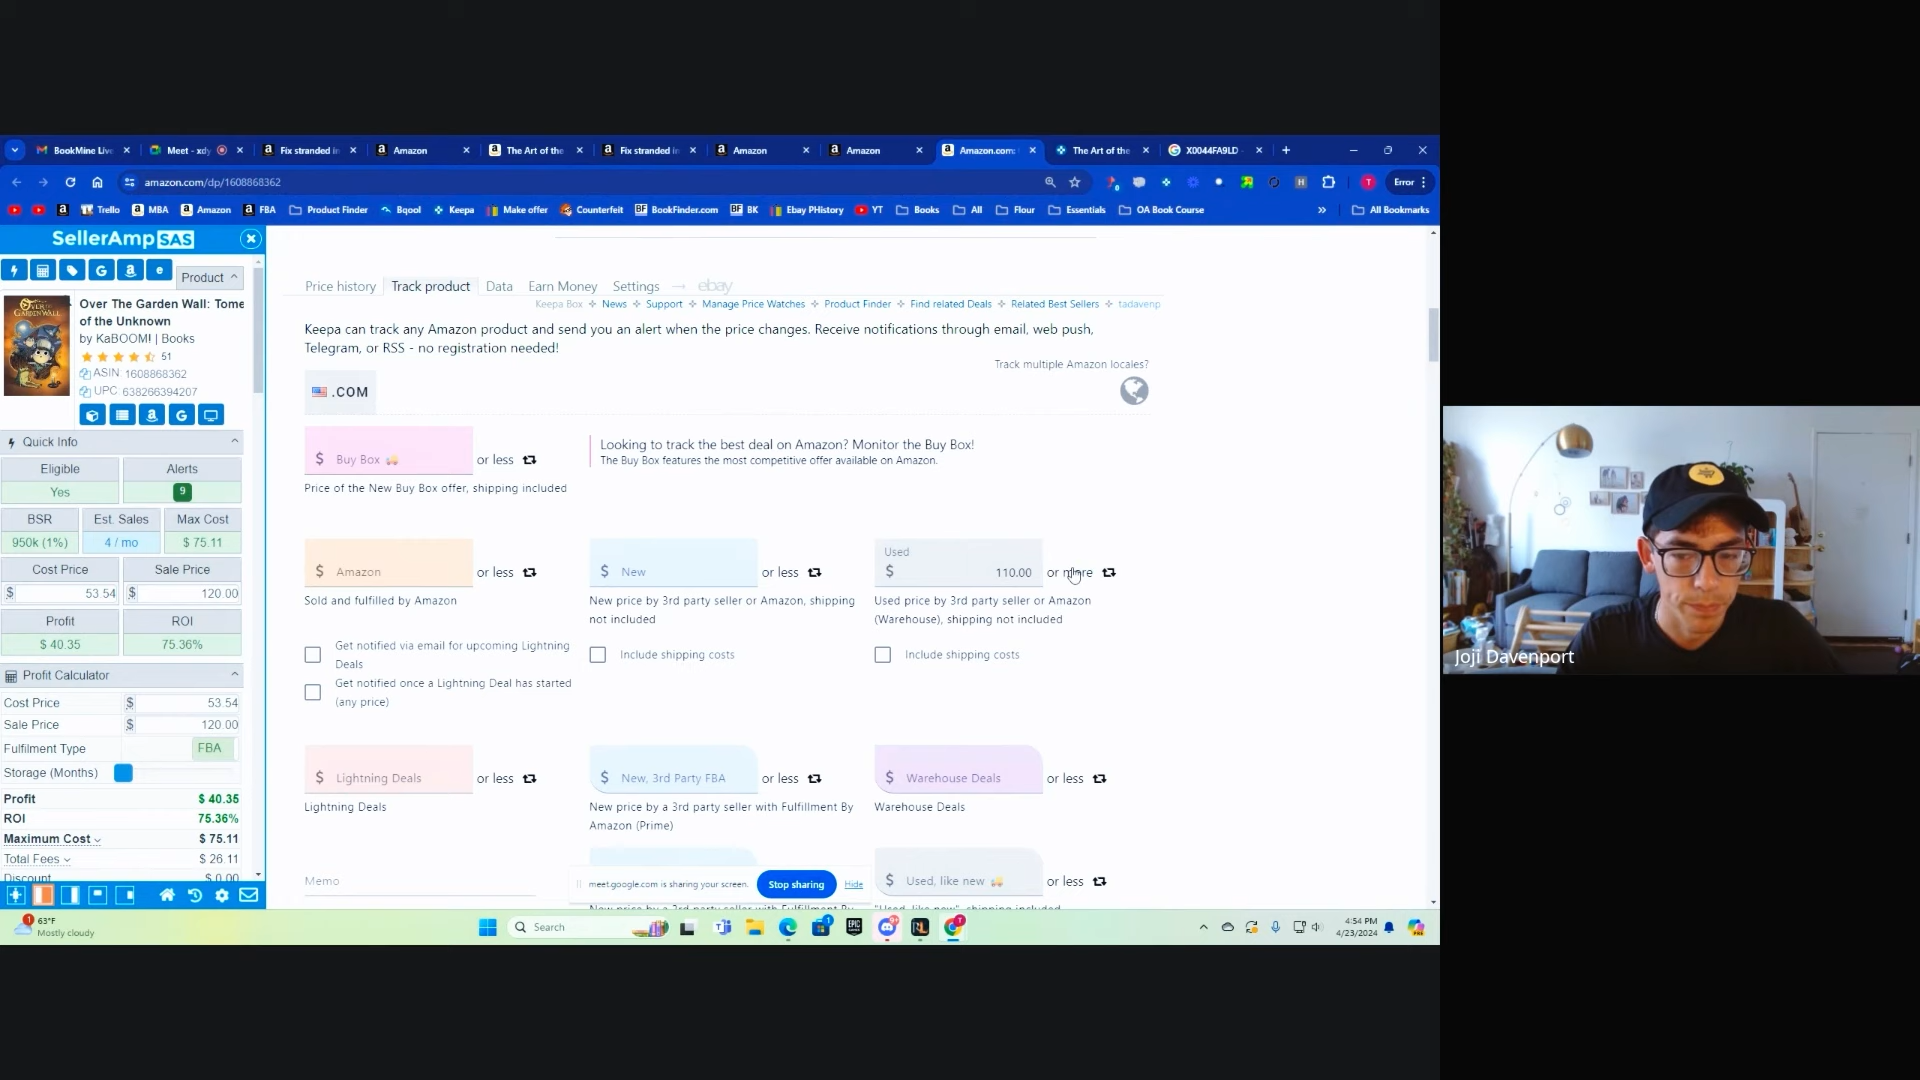 BookMine Live
Meet - xdy
Fix stranded in
Amazon
The Art of the
Fix stranded in
Amazon
Amazon
Amazon.com:
The Art of the
X0044FA9LD
amazon.com/dp/1608868362
Error
Trello
MBA
Amazon
FBA
Product Finder
Bqool
Keepa
Make offer
Counterfeit
BookFinder.com
BK
Ebay PHistory
YT
Books
All
Flour
Essentials
OA Book Course
All Bookmarks
SellerAmp SAS
Product
Over The Garden Wall: Tome
of the Unknown
by KaBOOM! | Books
51
ASIN: 1608868362
UPC: 638266394207
Quick Info
Eligible Alerts
Yes 9
BSR Est. Sales Max Cost
950k (1%) 4 / mo $ 75.11
Cost Price Sale Price
$ 53.54 $ 120.00
Profit ROI
$ 40.35 75.36%
Profit Calculator
Cost Price $ 53.54
Sale Price $ 120.00
Fulfilment Type FBA
Storage (Months)
Profit $ 40.35
ROI 75.36%
Maximum Cost $ 75.11
Total Fees $ 26.11
Discount $ 0.00
Price history Track product Data Earn Money Settings → ebay
Keepa Box News Support Manage Price Watches Product Finder Find related Deals Related Best Sellers tadavenp
Keepa can track any Amazon product and send you an alert when the price changes. Receive notifications through email, web push,
Telegram, or RSS - no registration needed!
Track multiple Amazon locales?
.COM
$ Buy Box or less
Price of the New Buy Box offer, shipping included
Looking to track the best deal on Amazon? Monitor the Buy Box!
The Buy Box features the most competitive offer available on Amazon.
$ Amazon or less
Sold and fulfilled by Amazon
Get notified via email for upcoming Lightning
Deals
Get notified once a Lightning Deal has started
(any price)
$ New or less
New price by 3rd party seller or Amazon, shipping
not included
Include shipping costs
Used
$ 110.00 or more
Used price by 3rd party seller or Amazon
(Warehouse), shipping not included
Include shipping costs
$ Lightning Deals or less
Lightning Deals
$ New, 3rd Party FBA or less
New price by a 3rd party seller with Fulfillment By
Amazon (Prime)
$ Warehouse Deals or less
Warehouse Deals
Memo
meet.google.com is sharing your screen.
Stop sharing
Hide
$ Used, like new or less
"Used, like new", shipping included
63°F
Mostly cloudy
Search
4:54 PM
4/23/2024
Joji Davenport